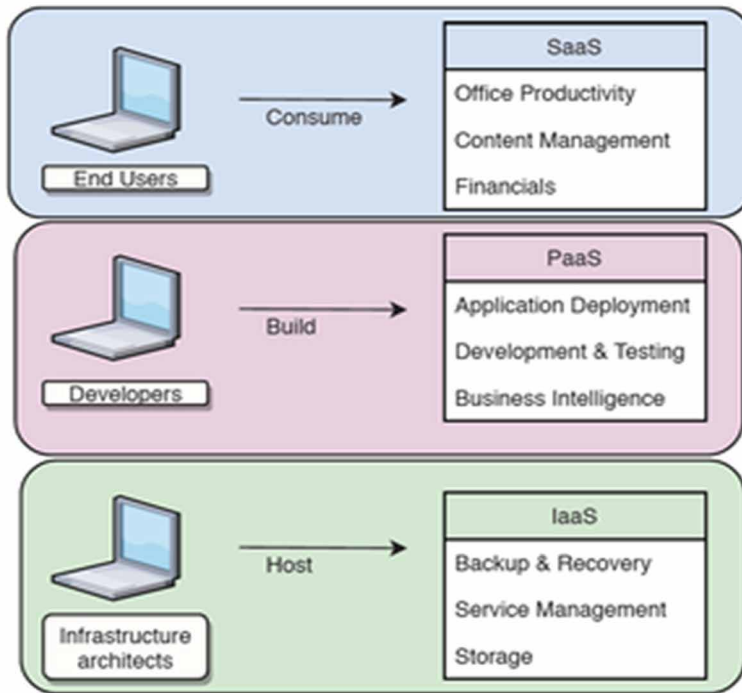 SaaS
Office Productivity
Consume
Content Management
End Users
Financials
PaaS
Application Deployment
Build
Development & Testing
Developers
Business Intelligence
IaaS
Backup & Recovery
Host
Service Management
Infrastructure
architects
Storage